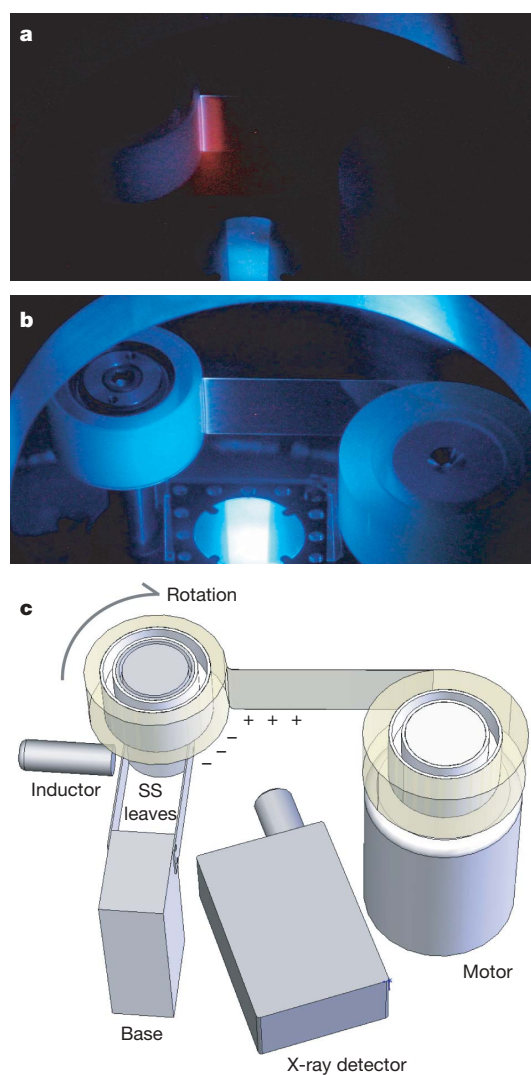 a
b
c
Rotation
+ + +
− − −
Inductor
SS
leaves
Motor
Base
X-ray detector